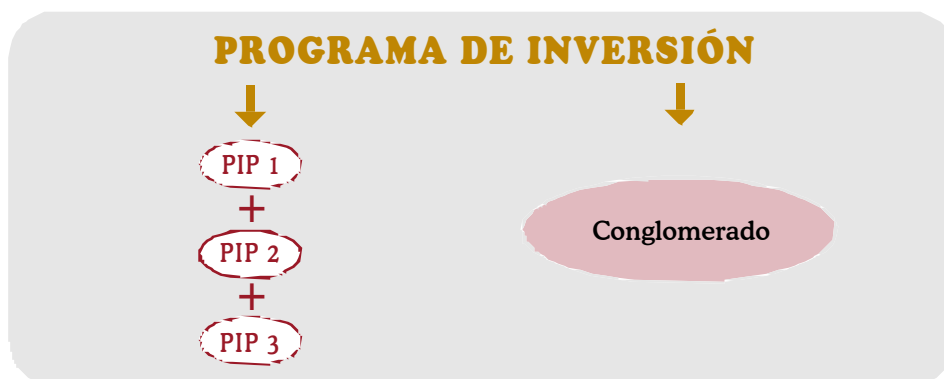 PROGRAMA DE INVERSIÓN
PIP 1
+
PIP 2
+
PIP 3
Conglomerado